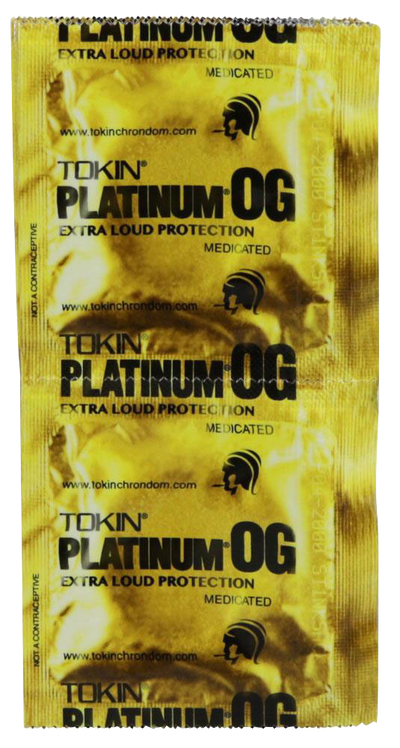 PLATINUM OG
EXTRA LOUD PROTECTION
MEDICATED
www.tokinchrondom.com
TOKIN®
PLATINUM® OG
EXTRA LOUD PROTECTION
MEDICATED
NOT A CONTRACEPTIVE
www.tokinchrondom.com
TOKIN®
PLATINUM® OG
EXTRA LOUD PROTECTION
MEDICATED
www.tokinchrondom.com
TOKIN®
PLATINUM® OG
EXTRA LOUD PROTECTION
MEDICATED
NOT A CONTRACEPTIVE
www.tokinchrondom.com
TOKIN®
PLATINUM OG